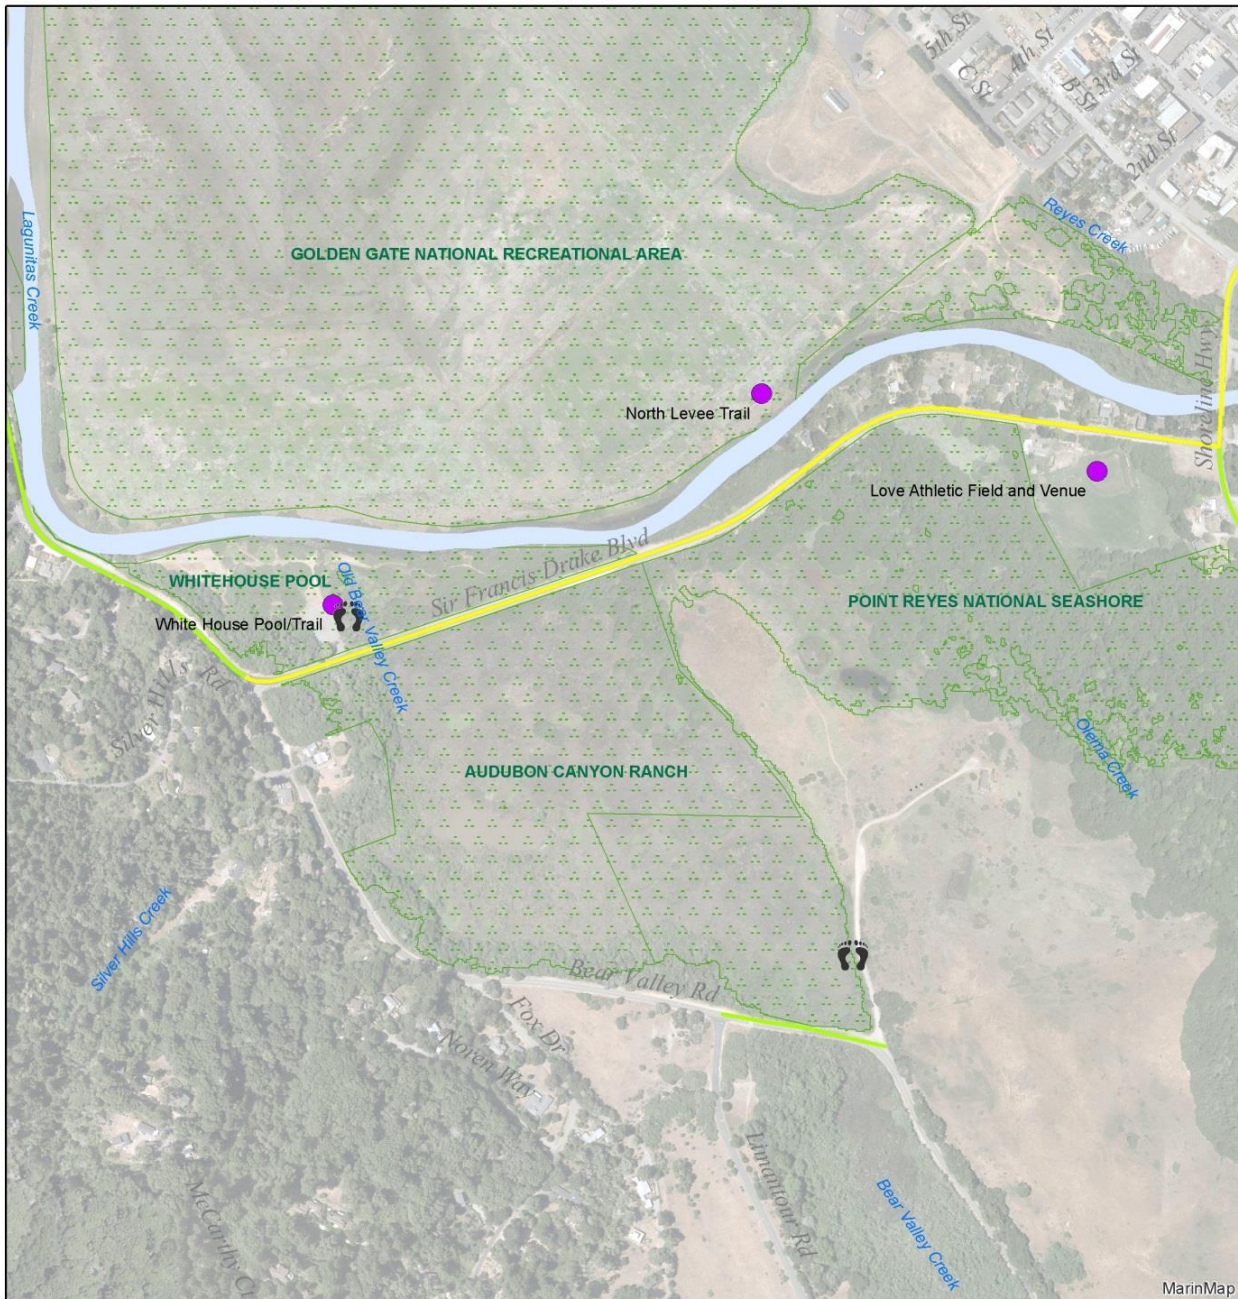 5th St
4th St
3rd St
C St
B St
2nd St
Reyes Creek
Lagunitas Creek
GOLDEN GATE NATIONAL RECREATIONAL AREA
Shoreline Hwy
North Levee Trail
Love Athletic Field and Venue
Sir Francis Drake Blvd
WHITEHOUSE POOL
Old Bear Valley Creek
White House Pool/Trail
POINT REYES NATIONAL SEASHORE
Silver Hills Rd
Olema Creek
AUDUBON CANYON RANCH
Silver Hills Creek
Bear Valley Rd
Fox Dr
Noren Way
Limantour Rd
McCarthy Ct
Bear Valley Creek
MarinMap